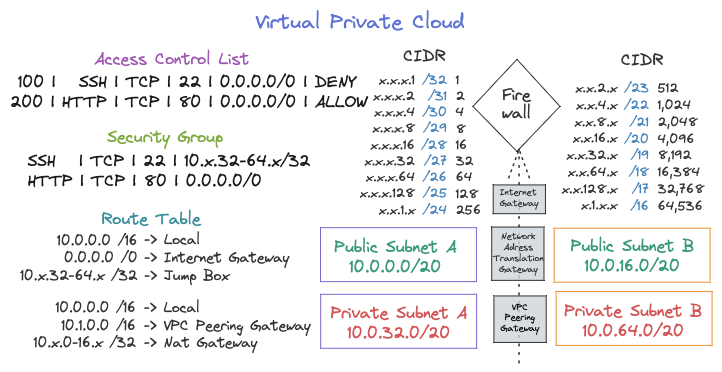 Virtual Private Cloud
Access Control List
100 | SSH | TCP | 22 | 0.0.0.0/0 | DENY
200 | HTTP | TCP | 80 | 0.0.0.0/0 | ALLOW
Security Group
SSH | TCP | 22 | 10.x.32-64.x/32
HTTP | TCP | 80 | 0.0.0.0/0
Route Table
10.0.0.0 /16 -> Local
0.0.0.0 /0 -> Internet Gateway
10.x.32-64.x /32 -> Jump Box
10.0.0.0 /16 -> Local
10.1.0.0 /16 -> VPC Peering Gateway
10.x.0-16.x /32 -> Nat Gateway
CIDR
x.x.x.1 /32 1
x.x.x.2 /31 2
x.x.x.4 /30 4
x.x.x.8 /29 8
x.x.x.16 /28 16
x.x.x.32 /27 32
x.x.x.64 /26 64
x.x.x.128 /25 128
x.x.1.x /24 256
Fire
wall
Internet
Gateway
Network
Adress
Translation
Gateway
VPC
Peering
Gateway
CIDR
x.x.2.x /23 512
x.x.4.x /22 1,024
x.x.8.x /21 2,048
x.x.16.x /20 4,096
x.x.32.x /19 8,192
x.x.64.x /18 16,384
x.x.128.x /17 32,768
x.1.x.x /16 64,536
Public Subnet A
10.0.0.0/20
Public Subnet B
10.0.16.0/20
Private Subnet A
10.0.32.0/20
Private Subnet B
10.0.64.0/20